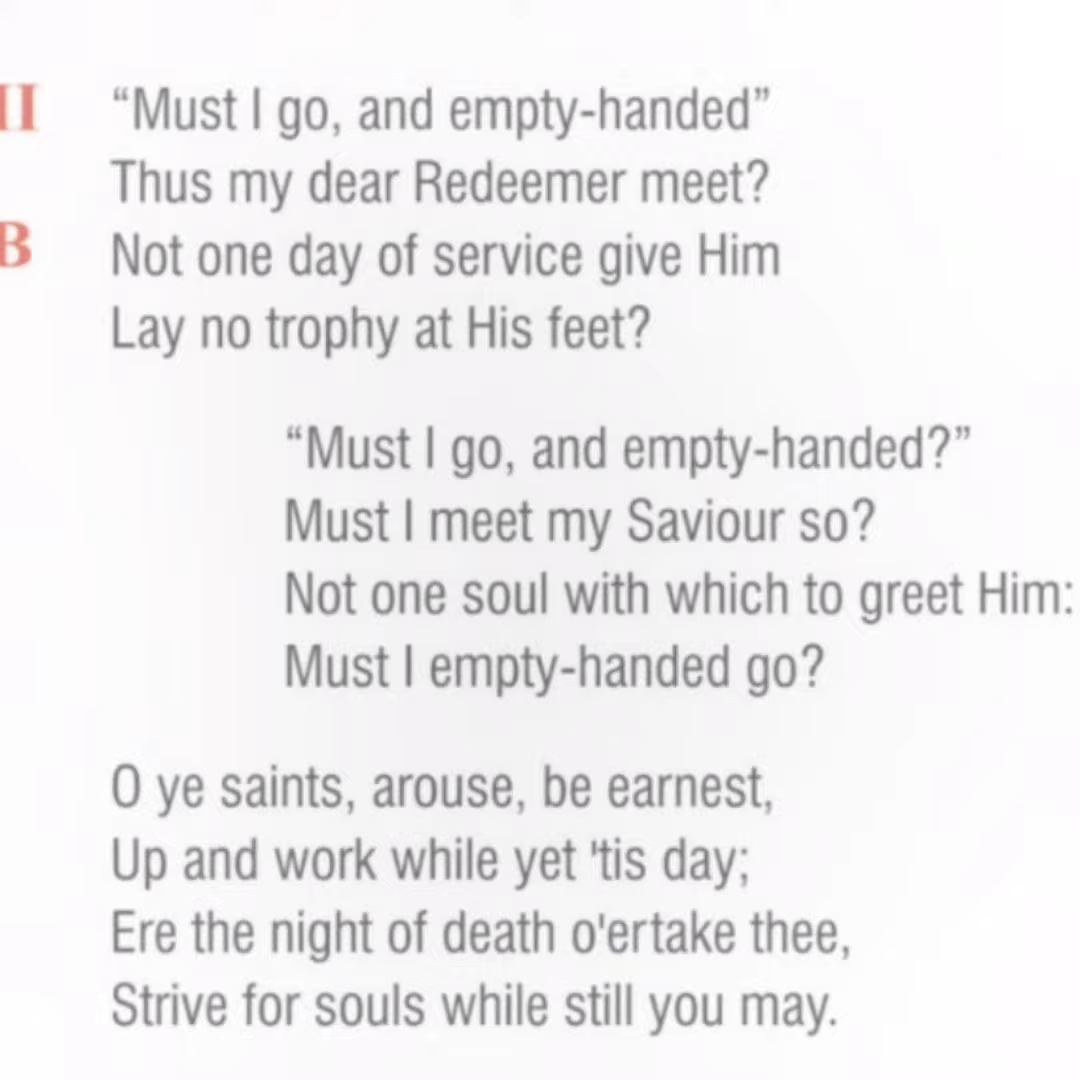 II
“Must I go, and empty-handed”
Thus my dear Redeemer meet?
B
Not one day of service give Him
Lay no trophy at His feet?
“Must I go, and empty-handed?”
Must I meet my Saviour so?
Not one soul with which to greet Him:
Must I empty-handed go?
O ye saints, arouse, be earnest,
Up and work while yet 'tis day;
Ere the night of death o'ertake thee,
Strive for souls while still you may.